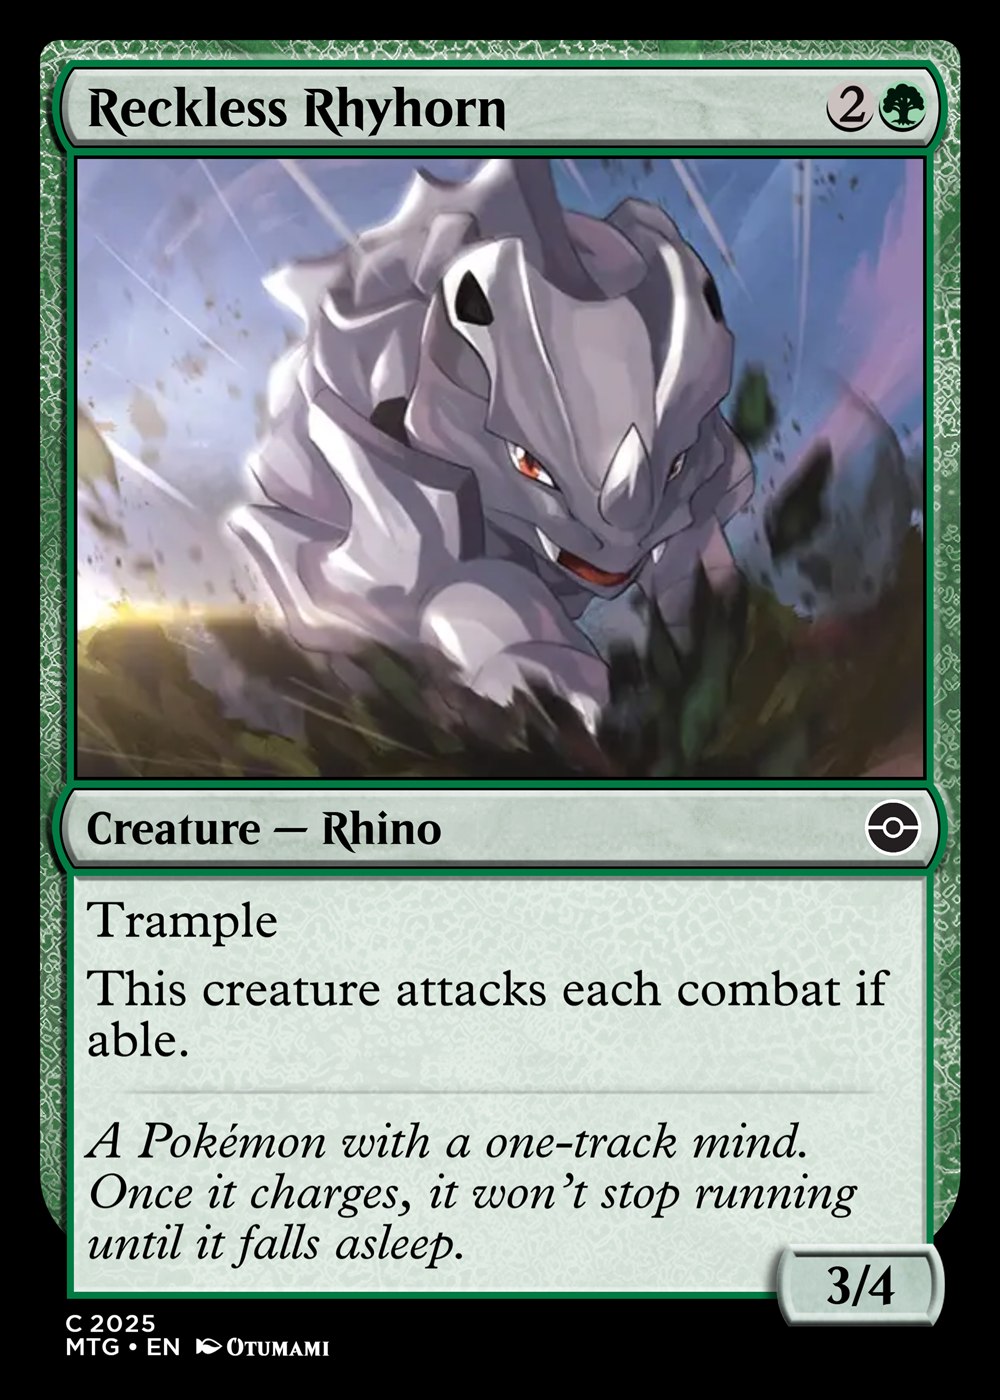 Reckless Rhyhorn 2
Creature — Rhino
Trample
This creature attacks each combat if
able.
A Pokémon with a one-track mind.
Once it charges, it won't stop running
until it falls asleep.
3/4
C 2025
MTG • EN OTUMAMI